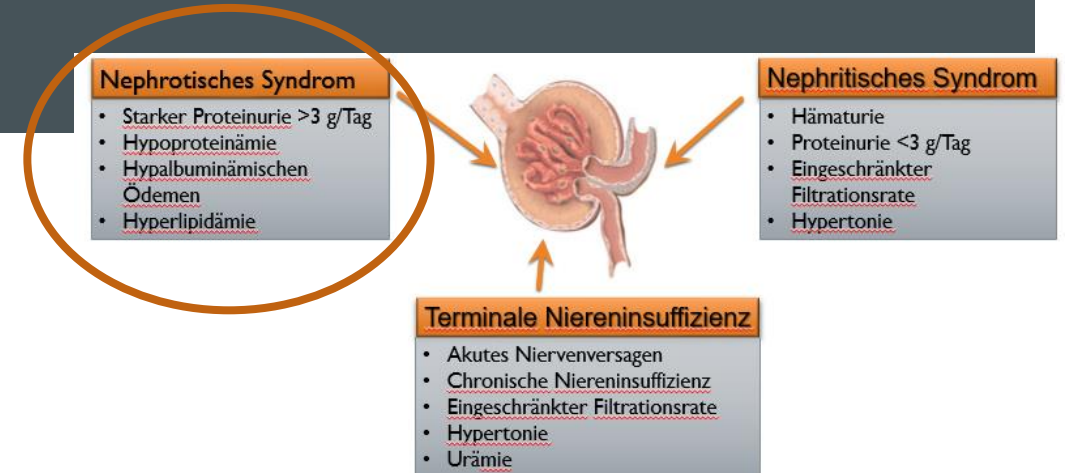 Nephrotisches Syndrom
• Starker Proteinurie >3 g/Tag
• Hypoproteinämie
• Hypalbuminämischen
Ödemen
• Hyperlipidämie
Nephritisches Syndrom
• Hämaturie
• Proteinurie <3 g/Tag
• Eingeschränkter
Filtrationsrate
• Hypertonie
Terminale Niereninsuffizienz
• Akutes Niervenversagen
• Chronische Niereninsuffizienz
• Eingeschränkter Filtrationsrate
• Hypertonie
• Urämie